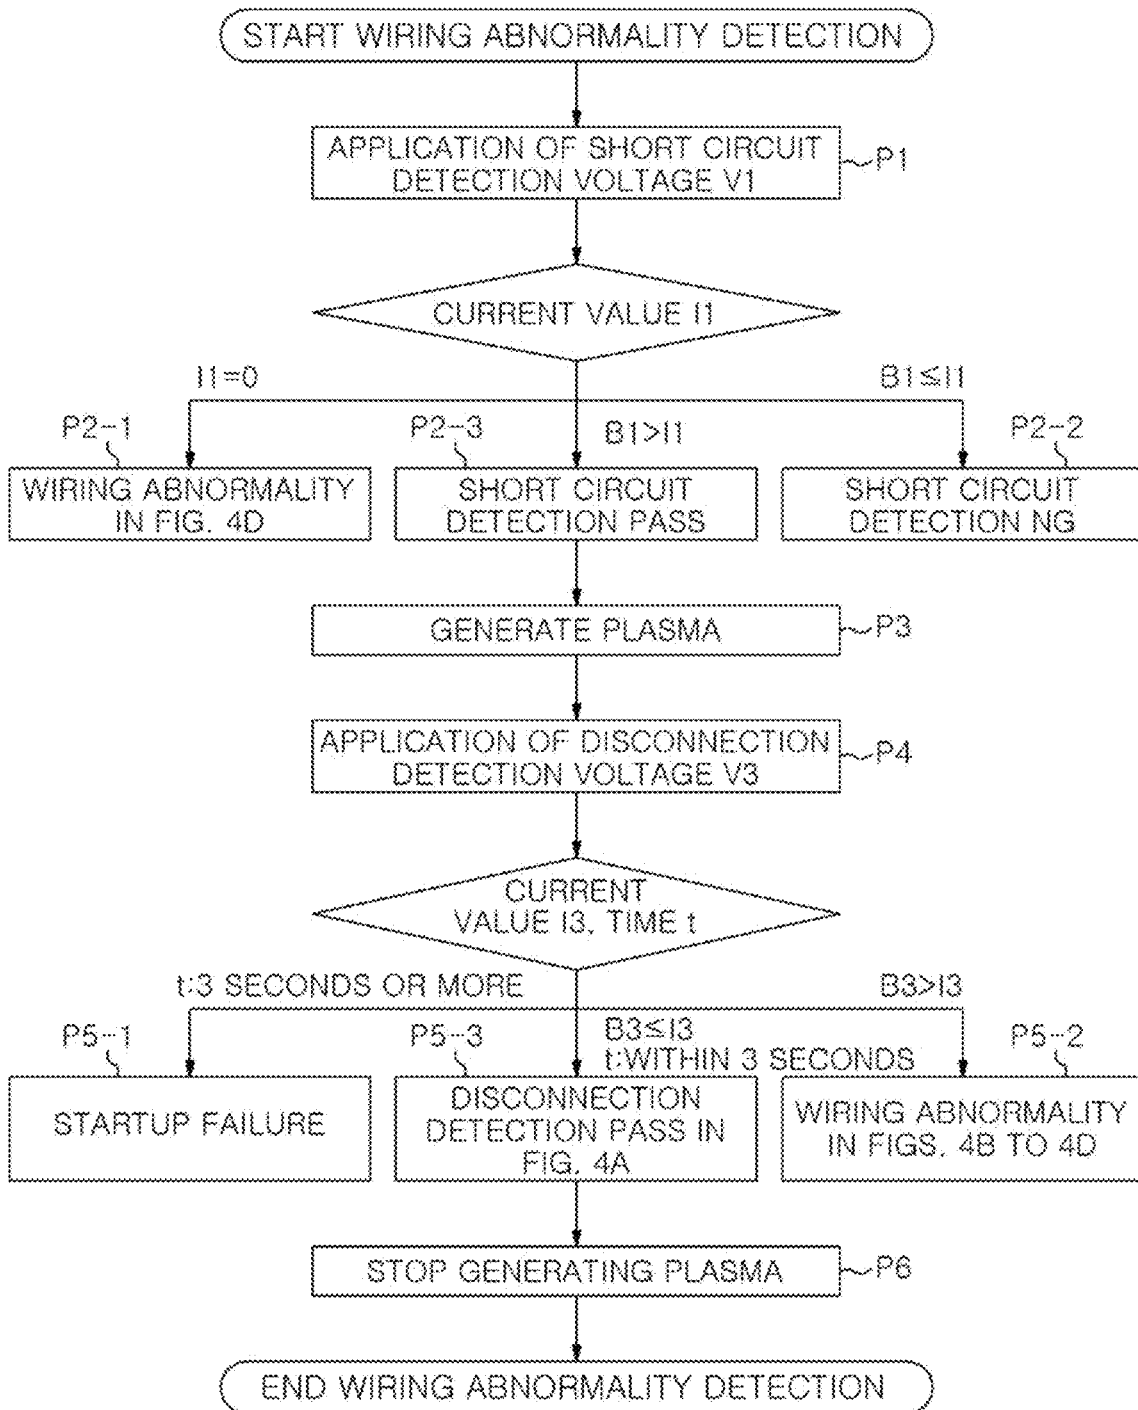 START WIRING ABNORMALITY DETECTION
APPLICATION OF SHORT CIRCUIT
DETECTION VOLTAGE V1
P1
CURRENT VALUE I1
I1=0
B1≤I1
P2-1
P2-3
B1>I1
P2-2
WIRING ABNORMALITY
IN FIG. 4D
SHORT CIRCUIT
DETECTION PASS
SHORT CIRCUIT
DETECTION NG
GENERATE PLASMA
P3
APPLICATION OF DISCONNECTION
DETECTION VOLTAGE V3
P4
CURRENT
VALUE I3, TIME t
t:3 SECONDS OR MORE
B3>I3
P5-1
P5-3
B3≤I3
t:WITHIN 3 SECONDS
P5-2
STARTUP FAILURE
DISCONNECTION
DETECTION PASS IN
FIG. 4A
WIRING ABNORMALITY
IN FIGS. 4B TO 4D
STOP GENERATING PLASMA
P6
END WIRING ABNORMALITY DETECTION